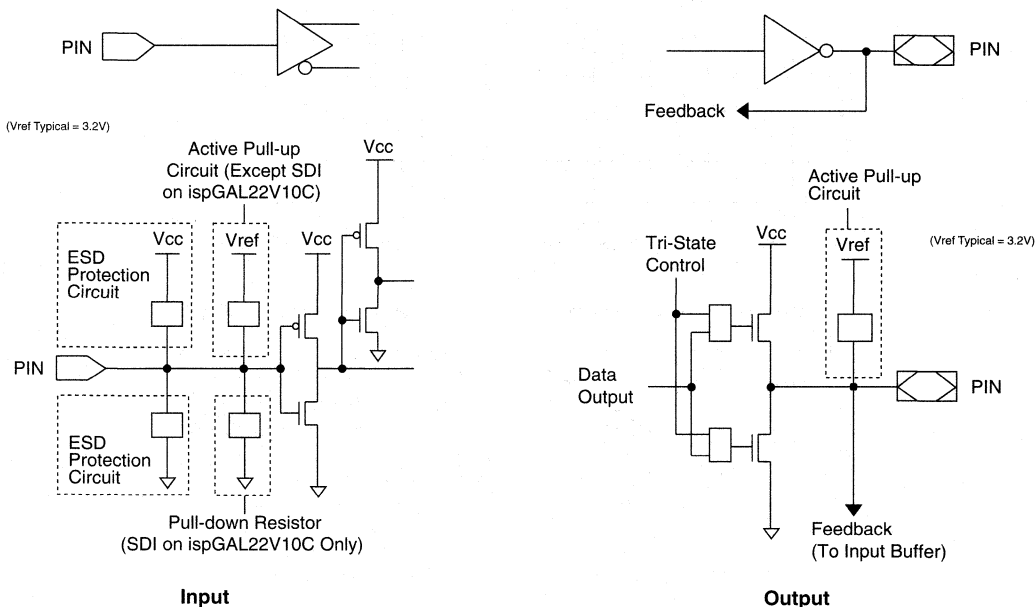 PIN
PIN
Feedback
(Vref Typical = 3.2V)
Active Pull-up
Circuit (Except SDI
on ispGAL22V10C)
Vcc
Vcc
Vref
Vcc
ESD
Protection
Circuit
PIN
ESD
Protection
Circuit
Pull-down Resistor
(SDI on ispGAL22V10C Only)
Input
Active Pull-up
Circuit
(Vref Typical = 3.2V)
Tri-State
Control
Vcc
Vref
Data
Output
PIN
Feedback
(To Input Buffer)
Output